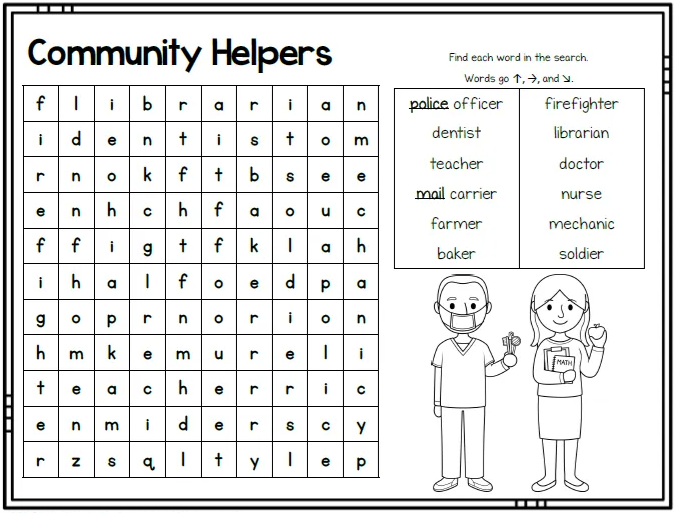 Community Helpers
Find each word in the search.
Words go ↑, →, and ↘.
f l i b r a r i a n
i d e n t i s t o m
r n o k f t b s e e
e n h c h f a o u c
f f i g t f k l a h
i h a l f o e d p a
g o p r n o r i o n
h m k e m u r e l i
t e a c h e r r i c
e n m i d e r s c y
r z s q l t y l e p
police officer firefighter
dentist librarian
teacher doctor
mail carrier nurse
farmer mechanic
baker soldier
MATH